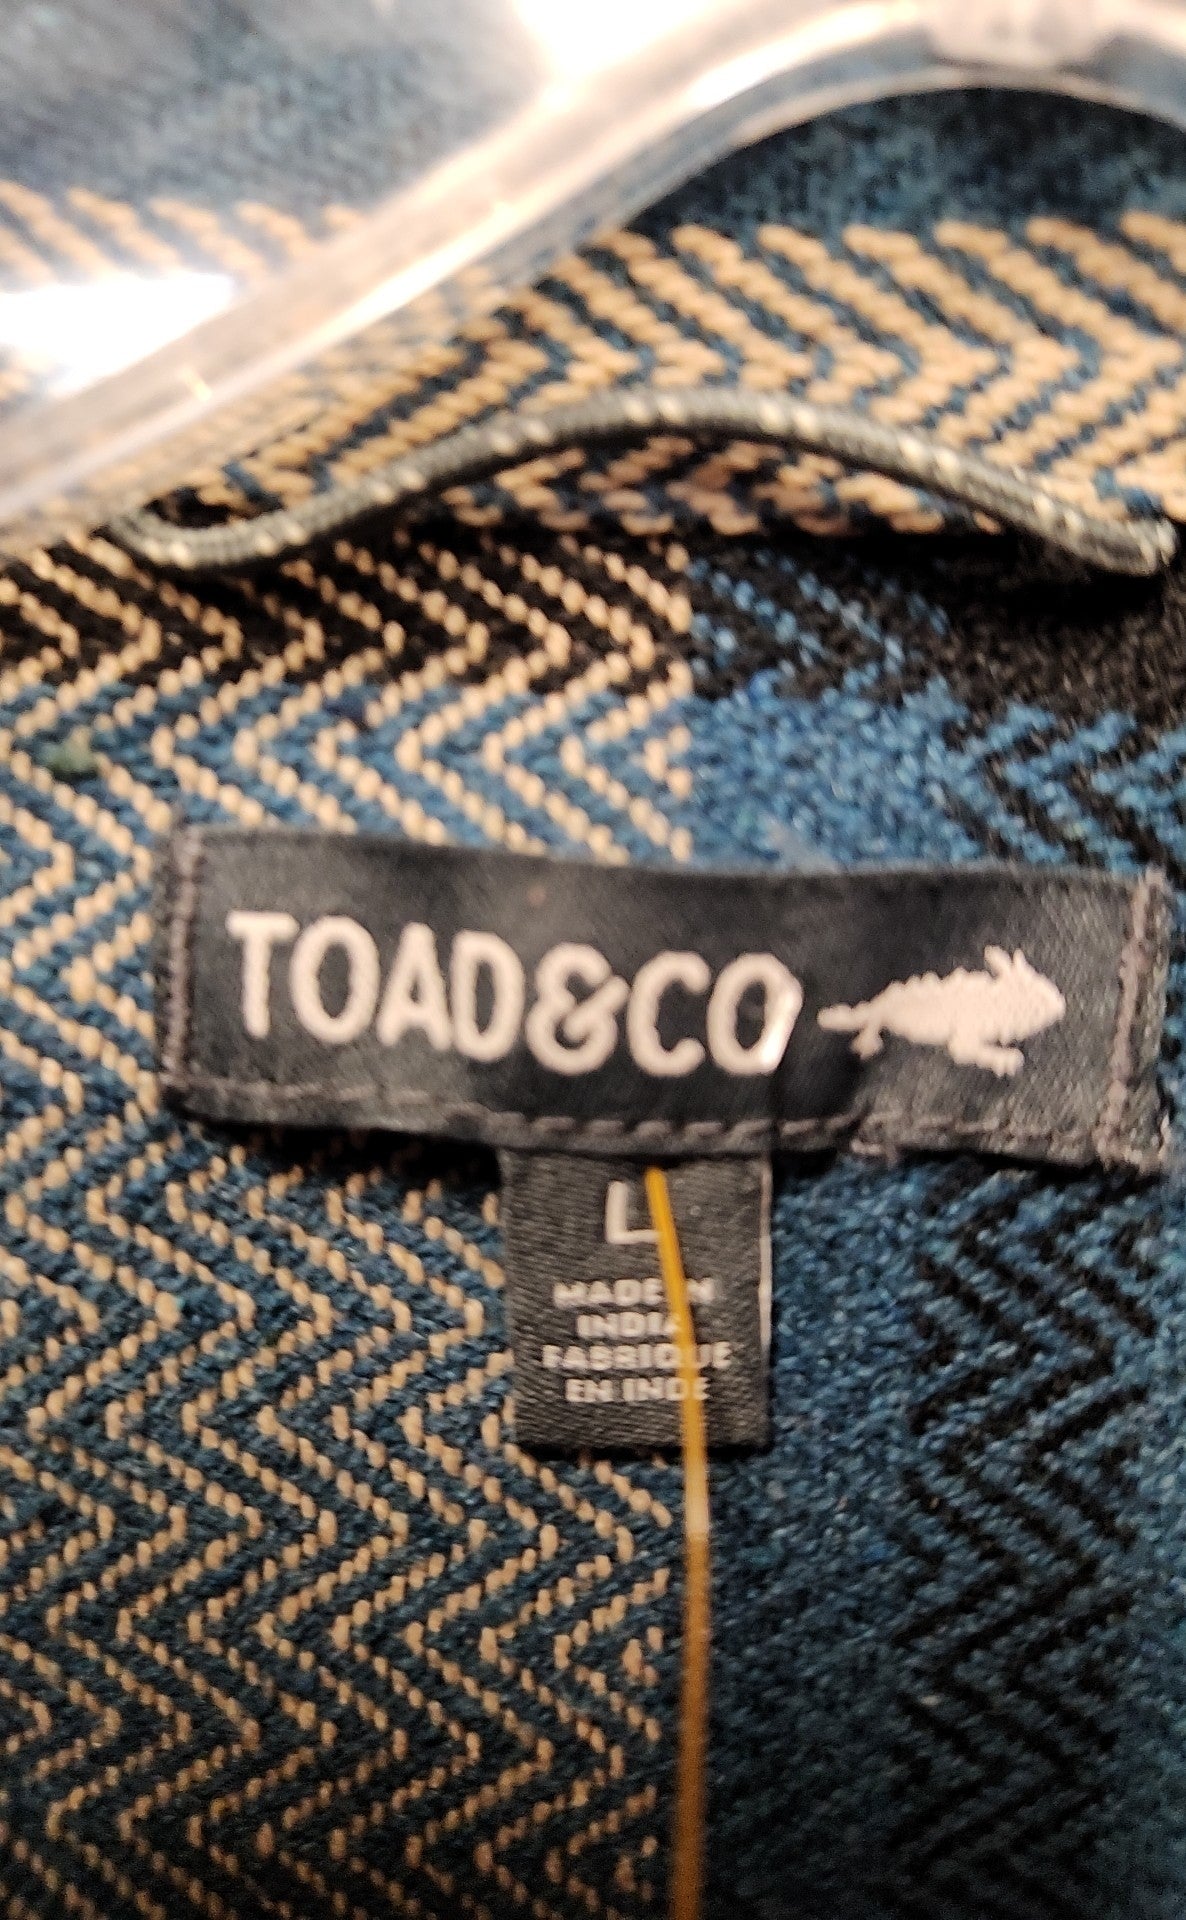 TOAD&CO
L
MADE IN
INDIA
FABRIQUE
EN INDE